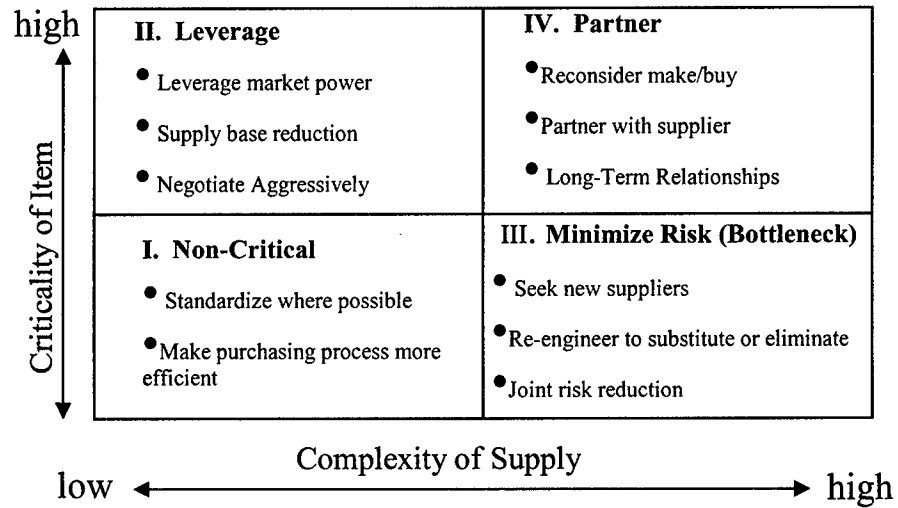 high
II. Leverage
● Leverage market power
● Supply base reduction
● Negotiate Aggressively
IV. Partner
● Reconsider make/buy
● Partner with supplier
● Long-Term Relationships
Criticality of Item
I. Non-Critical
● Standardize where possible
● Make purchasing process more
efficient
III. Minimize Risk (Bottleneck)
● Seek new suppliers
● Re-engineer to substitute or eliminate
● Joint risk reduction
Complexity of Supply
low
high